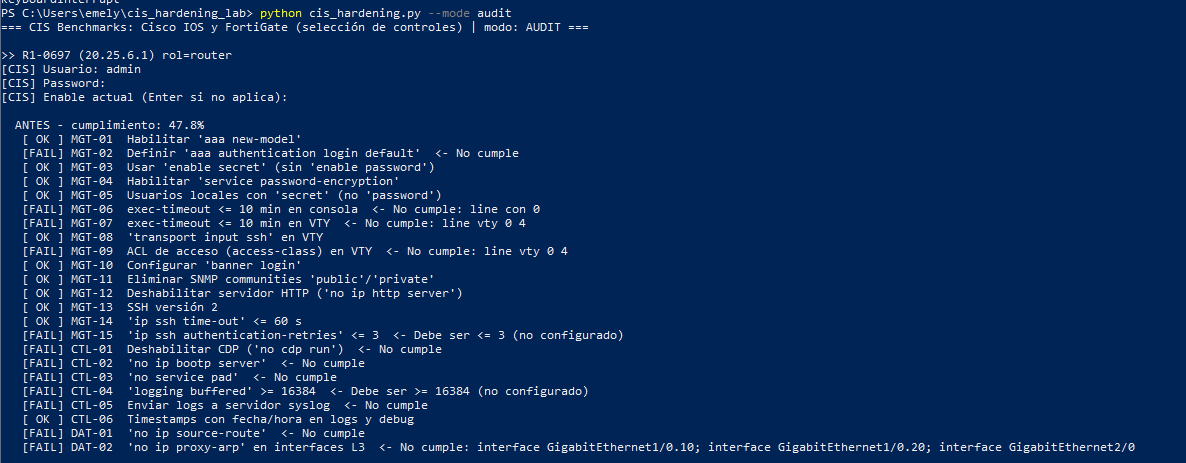 KeyboardInterrupt
PS C:\Users\emely\cis_hardening_lab> python cis_hardening.py --mode audit
=== CIS Benchmarks: Cisco IOS y FortiGate (selección de controles) | modo: AUDIT ===
>> R1-0697 (20.25.6.1) rol=router
[CIS] Usuario: admin
[CIS] Password:
[CIS] Enable actual (Enter si no aplica):
ANTES - cumplimiento: 47.8%
[ OK ] MGT-01 Habilitar 'aaa new-model'
[FAIL] MGT-02 Definir 'aaa authentication login default' <- No cumple
[ OK ] MGT-03 Usar 'enable secret' (sin 'enable password')
[ OK ] MGT-04 Habilitar 'service password-encryption'
[ OK ] MGT-05 Usuarios locales con 'secret' (no 'password')
[FAIL] MGT-06 exec-timeout <= 10 min en consola <- No cumple: line con 0
[FAIL] MGT-07 exec-timeout <= 10 min en VTY <- No cumple: line vty 0 4
[ OK ] MGT-08 'transport input ssh' en VTY
[FAIL] MGT-09 ACL de acceso (access-class) en VTY <- No cumple: line vty 0 4
[ OK ] MGT-10 Configurar 'banner login'
[ OK ] MGT-11 Eliminar SNMP communities 'public'/'private'
[ OK ] MGT-12 Deshabilitar servidor HTTP ('no ip http server')
[ OK ] MGT-13 SSH versión 2
[ OK ] MGT-14 'ip ssh time-out' <= 60 s
[FAIL] MGT-15 'ip ssh authentication-retries' <= 3 <- Debe ser <= 3 (no configurado)
[FAIL] CTL-01 Deshabilitar CDP ('no cdp run') <- No cumple
[FAIL] CTL-02 'no ip bootp server' <- No cumple
[FAIL] CTL-03 'no service pad' <- No cumple
[FAIL] CTL-04 'logging buffered' >= 16384 <- Debe ser >= 16384 (no configurado)
[FAIL] CTL-05 Enviar logs a servidor syslog <- No cumple
[ OK ] CTL-06 Timestamps con fecha/hora en logs y debug
[FAIL] DAT-01 'no ip source-route' <- No cumple
[FAIL] DAT-02 'no ip proxy-arp' en interfaces L3 <- No cumple: interface GigabitEthernet1/0.10; interface GigabitEthernet1/0.20; interface GigabitEthernet2/0